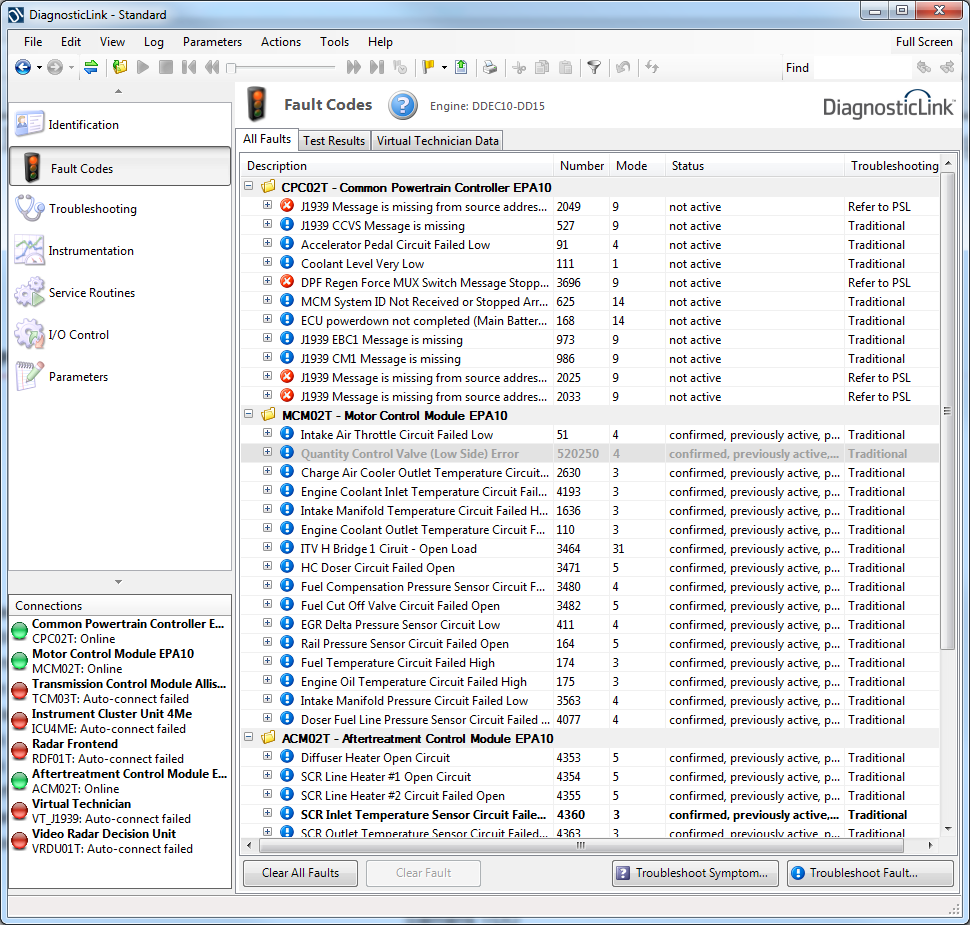 DiagnosticLink - Standard
File Edit View Log Parameters Actions Tools Help Full Screen
Find
Identification
Fault Codes
Troubleshooting
Instrumentation
Service Routines
I/O Control
Parameters
Connections
Common Powertrain Controller E...
CPC02T: Online
Motor Control Module EPA10
MCM02T: Online
Transmission Control Module Allis...
TCM03T: Auto-connect failed
Instrument Cluster Unit 4Me
ICU4ME: Auto-connect failed
Radar Frontend
RDF01T: Auto-connect failed
Aftertreatment Control Module E...
ACM02T: Online
Virtual Technician
VT_J1939: Auto-connect failed
Video Radar Decision Unit
VRDU01T: Auto-connect failed
Fault Codes ? Engine: DDEC10-DD15
DiagnosticLink™
All Faults Test Results Virtual Technician Data
Description Number Mode Status Troubleshooting
CPC02T - Common Powertrain Controller EPA10
J1939 Message is missing from source addres... 2049 9 not active Refer to PSL
J1939 CCVS Message is missing 527 9 not active Traditional
Accelerator Pedal Circuit Failed Low 91 4 not active Traditional
Coolant Level Very Low 111 1 not active Traditional
DPF Regen Force MUX Switch Message Stopp... 3696 9 not active Refer to PSL
MCM System ID Not Received or Stopped Arr... 625 14 not active Traditional
ECU powerdown not completed (Main Batter... 168 14 not active Traditional
J1939 EBC1 Message is missing 973 9 not active Traditional
J1939 CM1 Message is missing 986 9 not active Traditional
J1939 Message is missing from source addres... 2025 9 not active Refer to PSL
J1939 Message is missing from source addres... 2033 9 not active Refer to PSL
MCM02T - Motor Control Module EPA10
Intake Air Throttle Circuit Failed Low 51 4 confirmed, previously active, p... Traditional
Quantity Control Valve (Low Side) Error 520250 4 confirmed, previously active,... Traditional
Charge Air Cooler Outlet Temperature Circuit... 2630 3 confirmed, previously active, p... Traditional
Engine Coolant Inlet Temperature Circuit Fail... 4193 3 confirmed, previously active, p... Traditional
Intake Manifold Temperature Circuit Failed H... 1636 3 confirmed, previously active, p... Traditional
Engine Coolant Outlet Temperature Circuit F... 110 3 confirmed, previously active, p... Traditional
ITV H Bridge 1 Ciruit - Open Load 3464 31 confirmed, previously active, p... Traditional
HC Doser Circuit Failed Open 3471 5 confirmed, previously active, p... Traditional
Fuel Compensation Pressure Sensor Circuit F... 3480 4 confirmed, previously active, p... Traditional
Fuel Cut Off Valve Circuit Failed Open 3482 5 confirmed, previously active, p... Traditional
EGR Delta Pressure Sensor Circuit Low 411 4 confirmed, previously active, p... Traditional
Rail Pressure Sensor Circuit Failed Open 164 5 confirmed, previously active, p... Traditional
Fuel Temperature Circuit Failed High 174 3 confirmed, previously active, p... Traditional
Engine Oil Temperature Circuit Failed High 175 3 confirmed, previously active, p... Traditional
Intake Manifold Pressure Circuit Failed Low 3563 4 confirmed, previously active, p... Traditional
Doser Fuel Line Pressure Sensor Circuit Failed ... 4077 4 confirmed, previously active, p... Traditional
ACM02T - Aftertreatment Control Module EPA10
Diffuser Heater Open Circuit 4353 5 confirmed, previously active, p... Traditional
SCR Line Heater #1 Open Circuit 4354 5 confirmed, previously active, p... Traditional
SCR Line Heater #2 Circuit Failed Open 4355 5 confirmed, previously active, p... Traditional
SCR Inlet Temperature Sensor Circuit Faile... 4360 3 confirmed, previously active,... Traditional
SCR Outlet Temperature Sensor Circuit Failed... 4363 3 confirmed, previously active, p... Traditional
Clear All Faults Clear Fault ? Troubleshoot Symptom... Troubleshoot Fault...